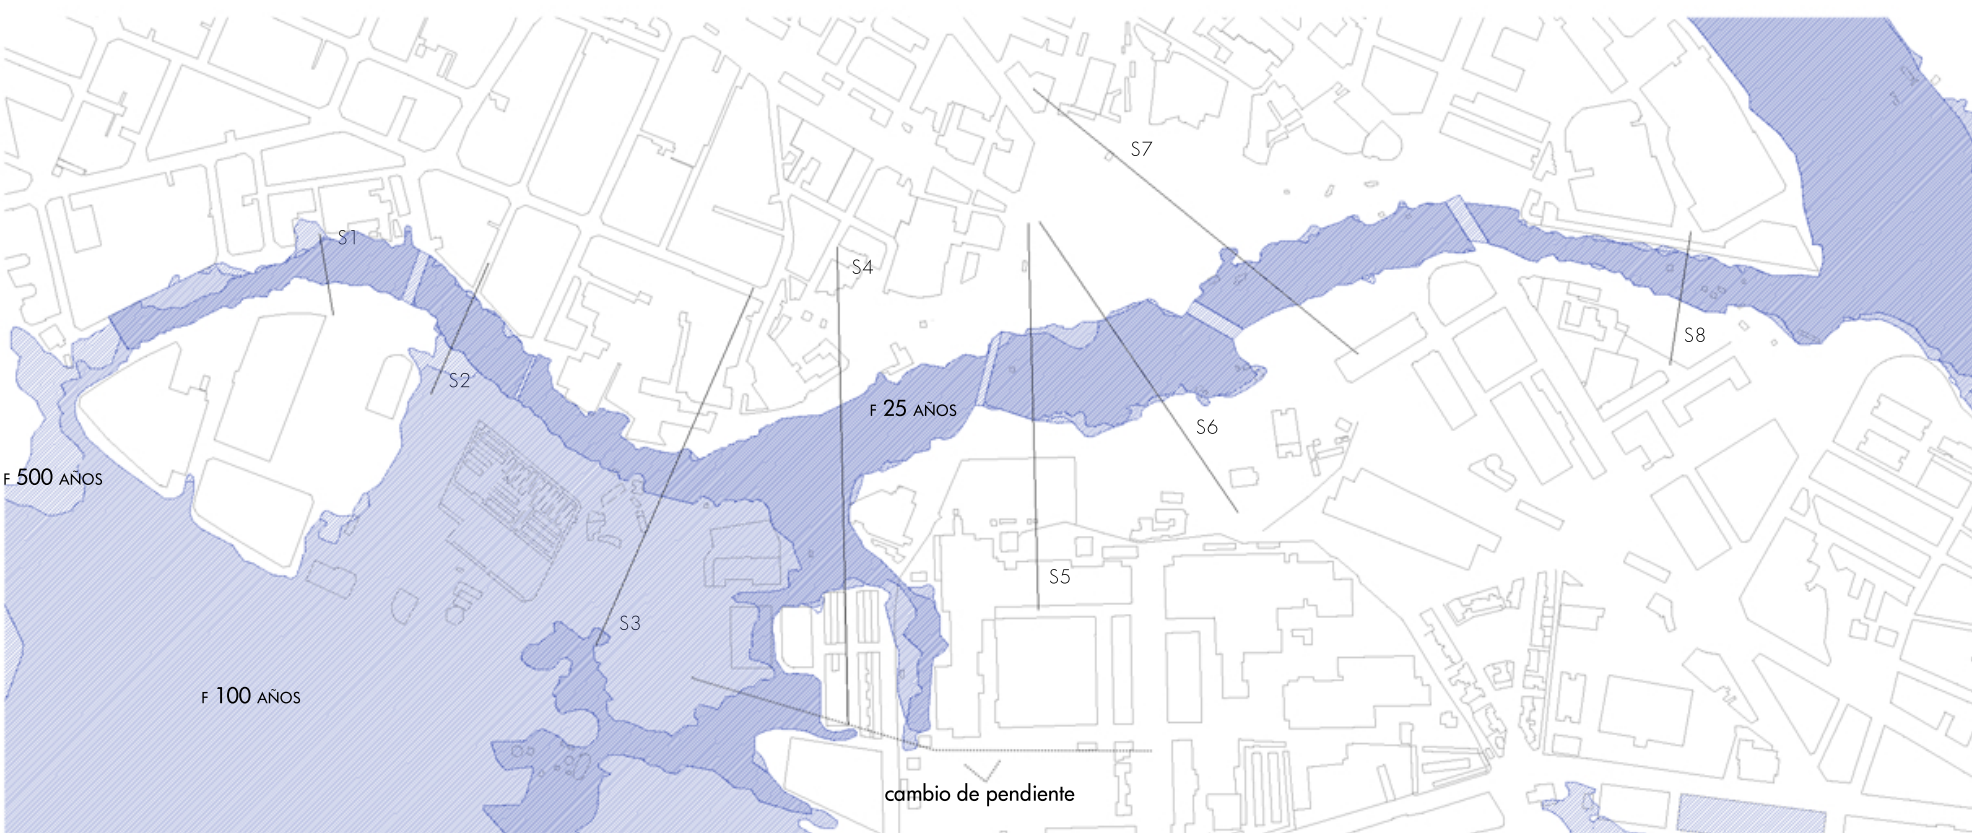 S7
S1
S4
S8
S2
F 25 AÑOS
S6
F 500 AÑOS
S5
S3
F 100 AÑOS
cambio de pendiente